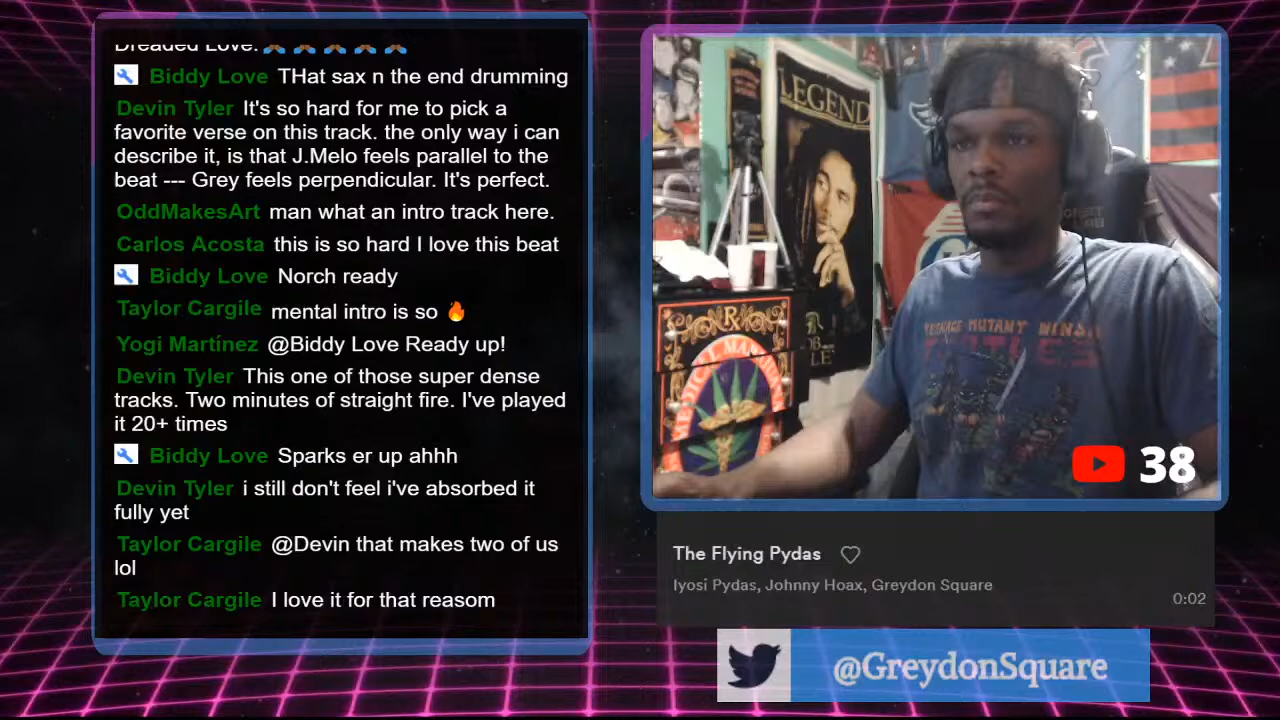 Dreaded Love:
Biddy Love THat sax n the end drumming
Devin Tyler It's so hard for me to pick a
favorite verse on this track. the only way i can
describe it, is that J.Melo feels parallel to the
beat --- Grey feels perpendicular. It's perfect.
OddMakesArt man what an intro track here.
Carlos Acosta this is so hard I love this beat
Biddy Love Norch ready
Taylor Cargile mental intro is so 🔥
Yogi Martinez @Biddy Love Ready up!
Devin Tyler This one of those super dense
tracks. Two minutes of straight fire. I've played
it 20+ times
Biddy Love Sparks er up ahhh
Devin Tyler i still don't feel i've absorbed it
fully yet
Taylor Cargile @Devin that makes two of us
lol
Taylor Cargile I love it for that reasom
LEGEND
TEENAGE MUTANT NINJA
TURTLES
38
The Flying Pydas
Iyosi Pydas, Johnny Hoax, Greydon Square
0:02
@GreydonSquare